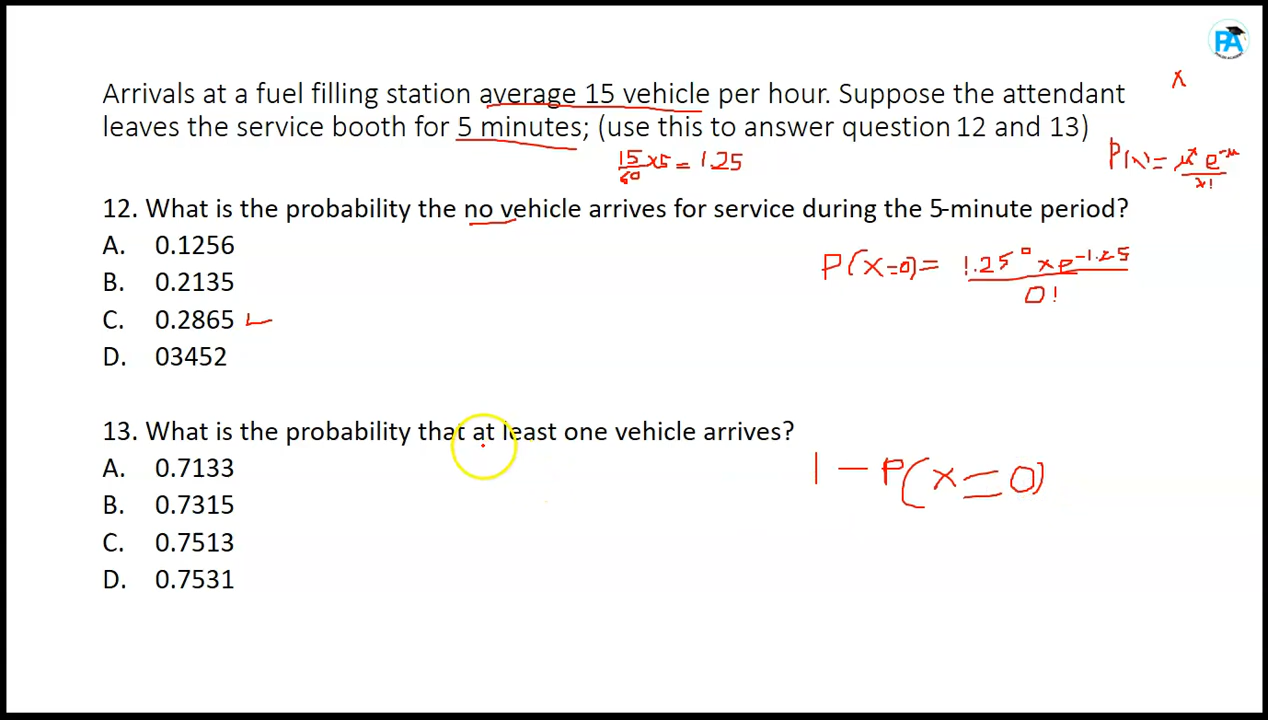 PA
Arrivals at a fuel filling station average 15 vehicle per hour. Suppose the attendant
x
leaves the service booth for 5 minutes; (use this to answer question 12 and 13)
15/60 x5 = 1.25
P(x) = μˣ e^-μ / x!
12. What is the probability the no vehicle arrives for service during the 5-minute period?
A. 0.1256
P(X=0) = 1.25⁰ x e^-1.25 / 0!
B. 0.2135
C. 0.2865
D. 03452
13. What is the probability that at least one vehicle arrives?
A. 0.7133
1 - P(x=0)
B. 0.7315
C. 0.7513
D. 0.7531